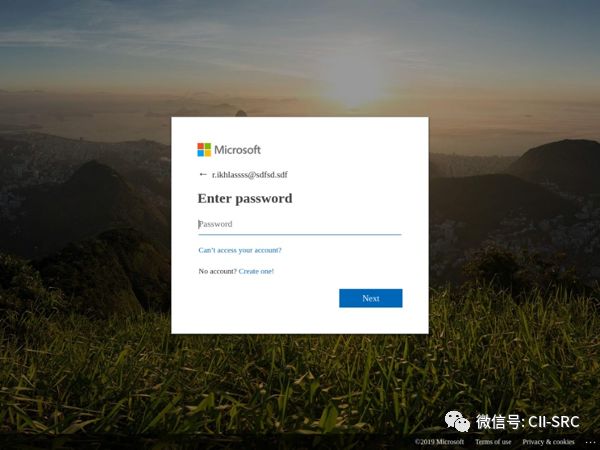 Microsoft
← r.ikhlassss@sdfsd.sdf
Enter password
Password
Can't access your account?
No account? Create one!
Next
微信号: CII-SRC
©2019 Microsoft Terms of use Privacy & cookies ...